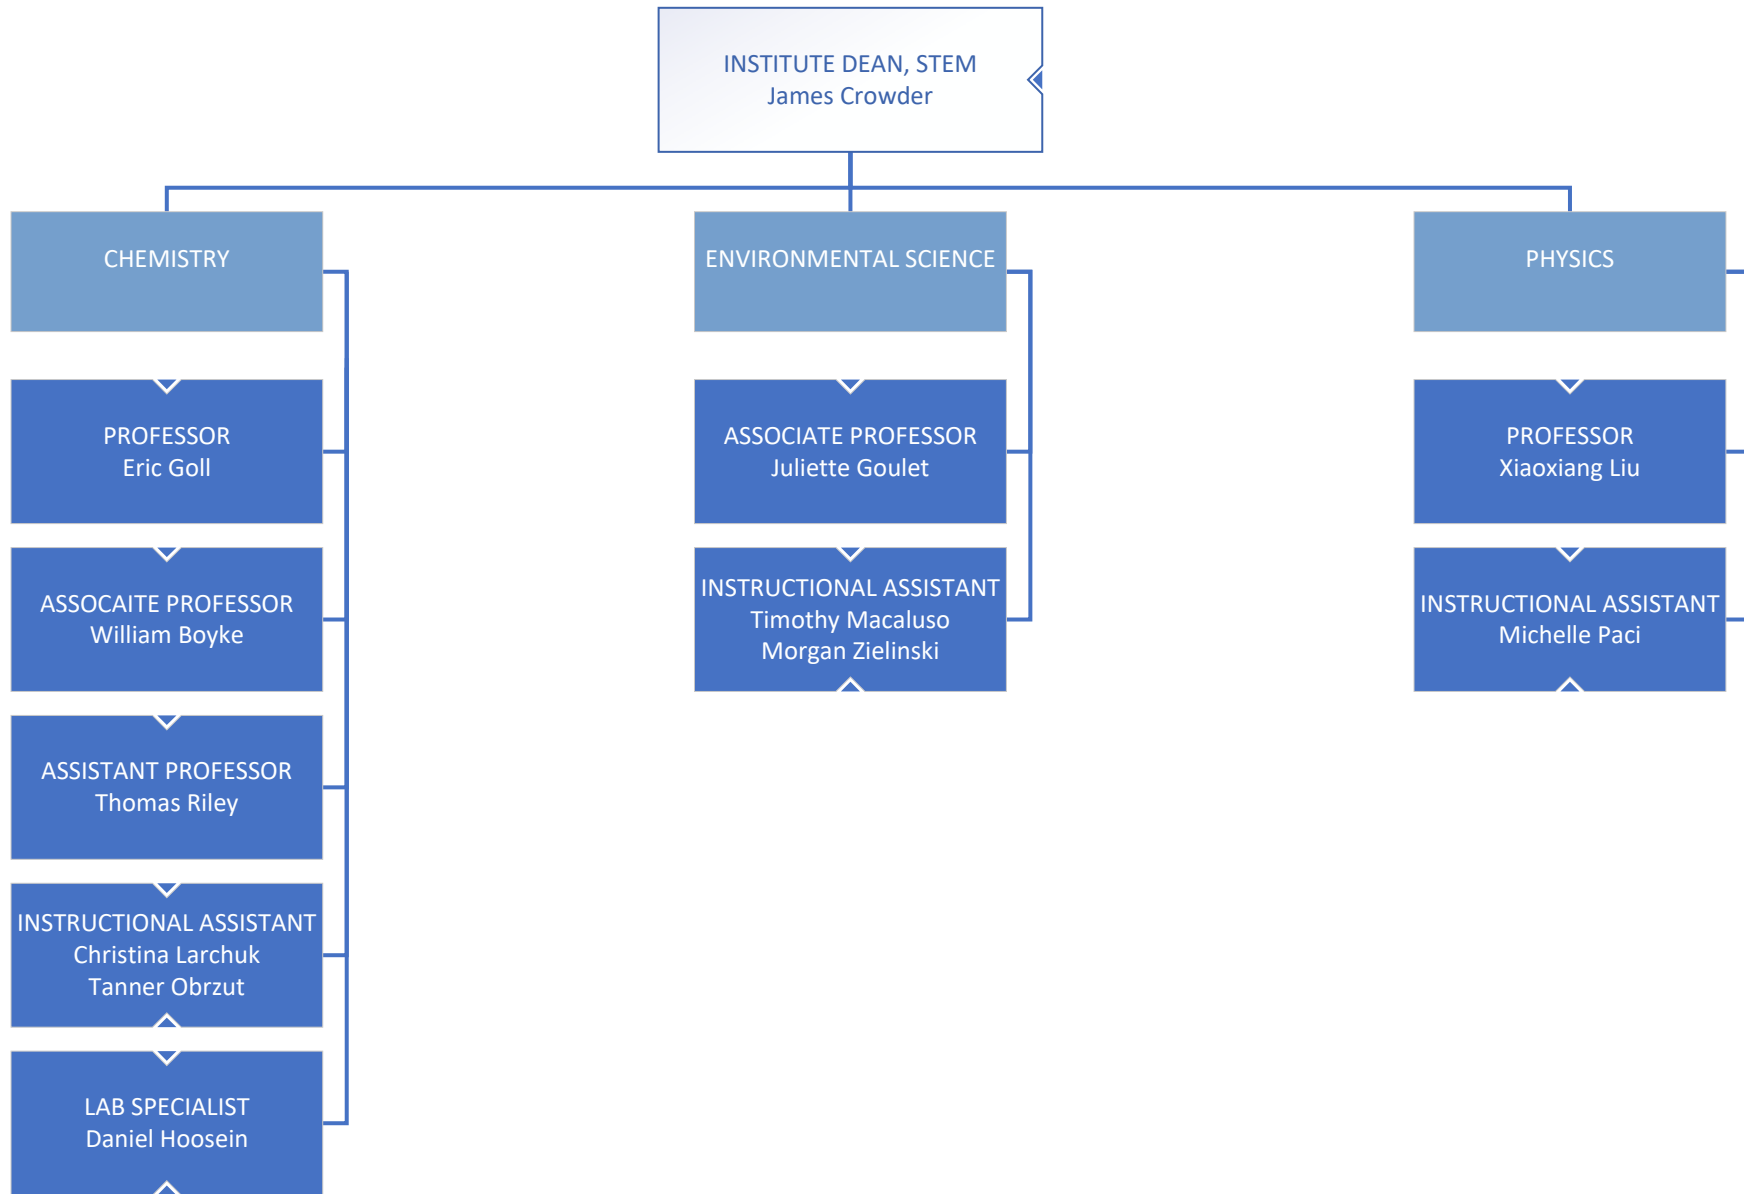 INSTITUTE DEAN, STEM
James Crowder
CHEMISTRY
PROFESSOR
Eric Goll
ASSOCAITE PROFESSOR
William Boyke
ASSISTANT PROFESSOR
Thomas Riley
INSTRUCTIONAL ASSISTANT
Christina Larchuk
Tanner Obrzut
LAB SPECIALIST
Daniel Hoosein
ENVIRONMENTAL SCIENCE
ASSOCIATE PROFESSOR
Juliette Goulet
INSTRUCTIONAL ASSISTANT
Timothy Macaluso
Morgan Zielinski
PHYSICS
PROFESSOR
Xiaoxiang Liu
INSTRUCTIONAL ASSISTANT
Michelle Paci